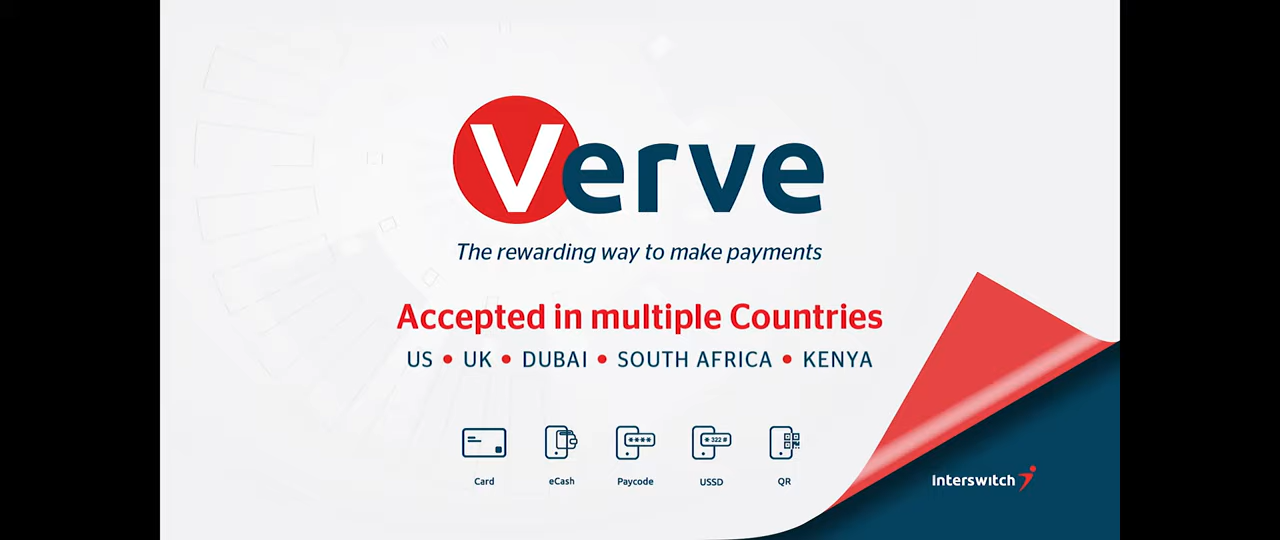 Verve
The rewarding way to make payments
Accepted in multiple Countries
US • UK • DUBAI • SOUTH AFRICA • KENYA
****
* 322 #
Card eCash Paycode USSD QR
Interswitch